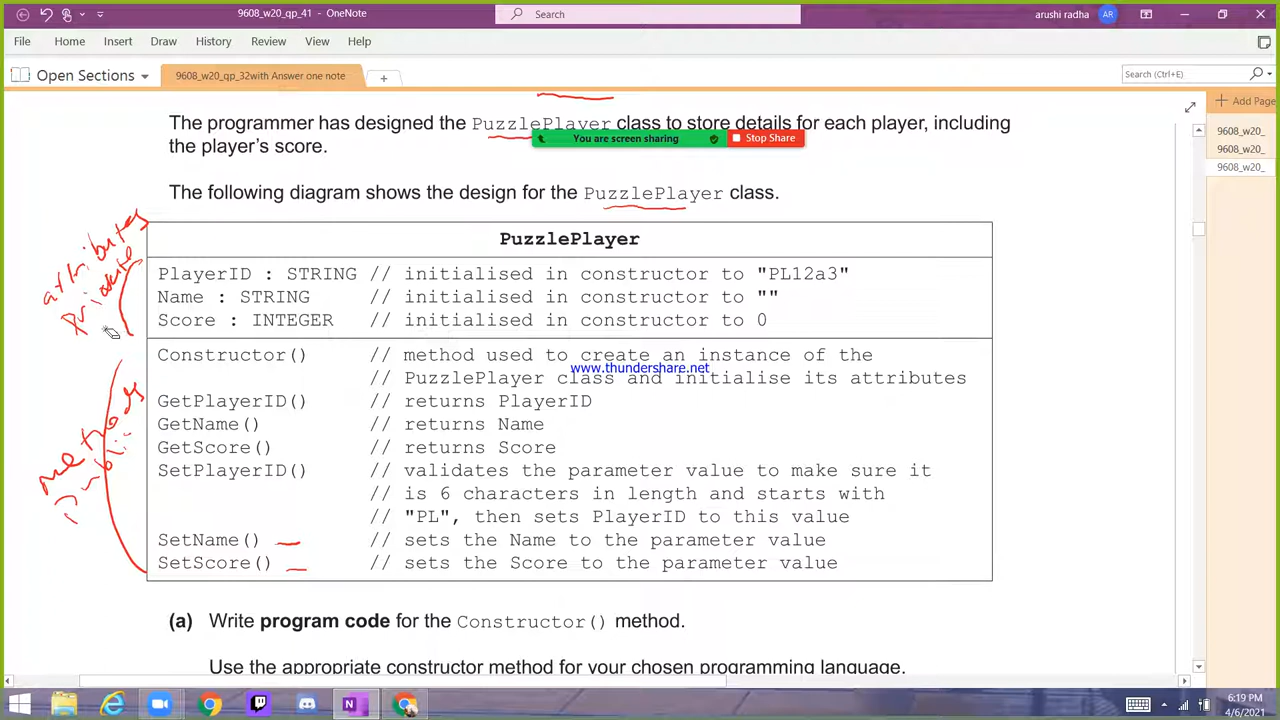 9608_w20_qp_41 - OneNote
Search
arushi radha
AR
File Home Insert Draw History Review View Help
Open Sections
9608_w20_qp_32with Answer one note
+
Search (Ctrl+E)
Add Page
9608_w20_
9608_w20_
9608_w20_
The programmer has designed the PuzzlePlayer class to store details for each player, including
the player's score.
You are screen sharing
Stop Share
The following diagram shows the design for the PuzzlePlayer class.
attributes
private
PuzzlePlayer
PlayerID : STRING // initialised in constructor to "PL12a3"
Name : STRING // initialised in constructor to ""
Score : INTEGER // initialised in constructor to 0
methods
public
Constructor() // method used to create an instance of the
www.thundershare.net
// PuzzlePlayer class and initialise its attributes
GetPlayerID() // returns PlayerID
GetName() // returns Name
GetScore() // returns Score
SetPlayerID() // validates the parameter value to make sure it
// is 6 characters in length and starts with
// "PL", then sets PlayerID to this value
SetName() // sets the Name to the parameter value
SetScore() // sets the Score to the parameter value
(a) Write program code for the Constructor() method.
Use the appropriate constructor method for your chosen programming language.
6:19 PM
4/6/2021